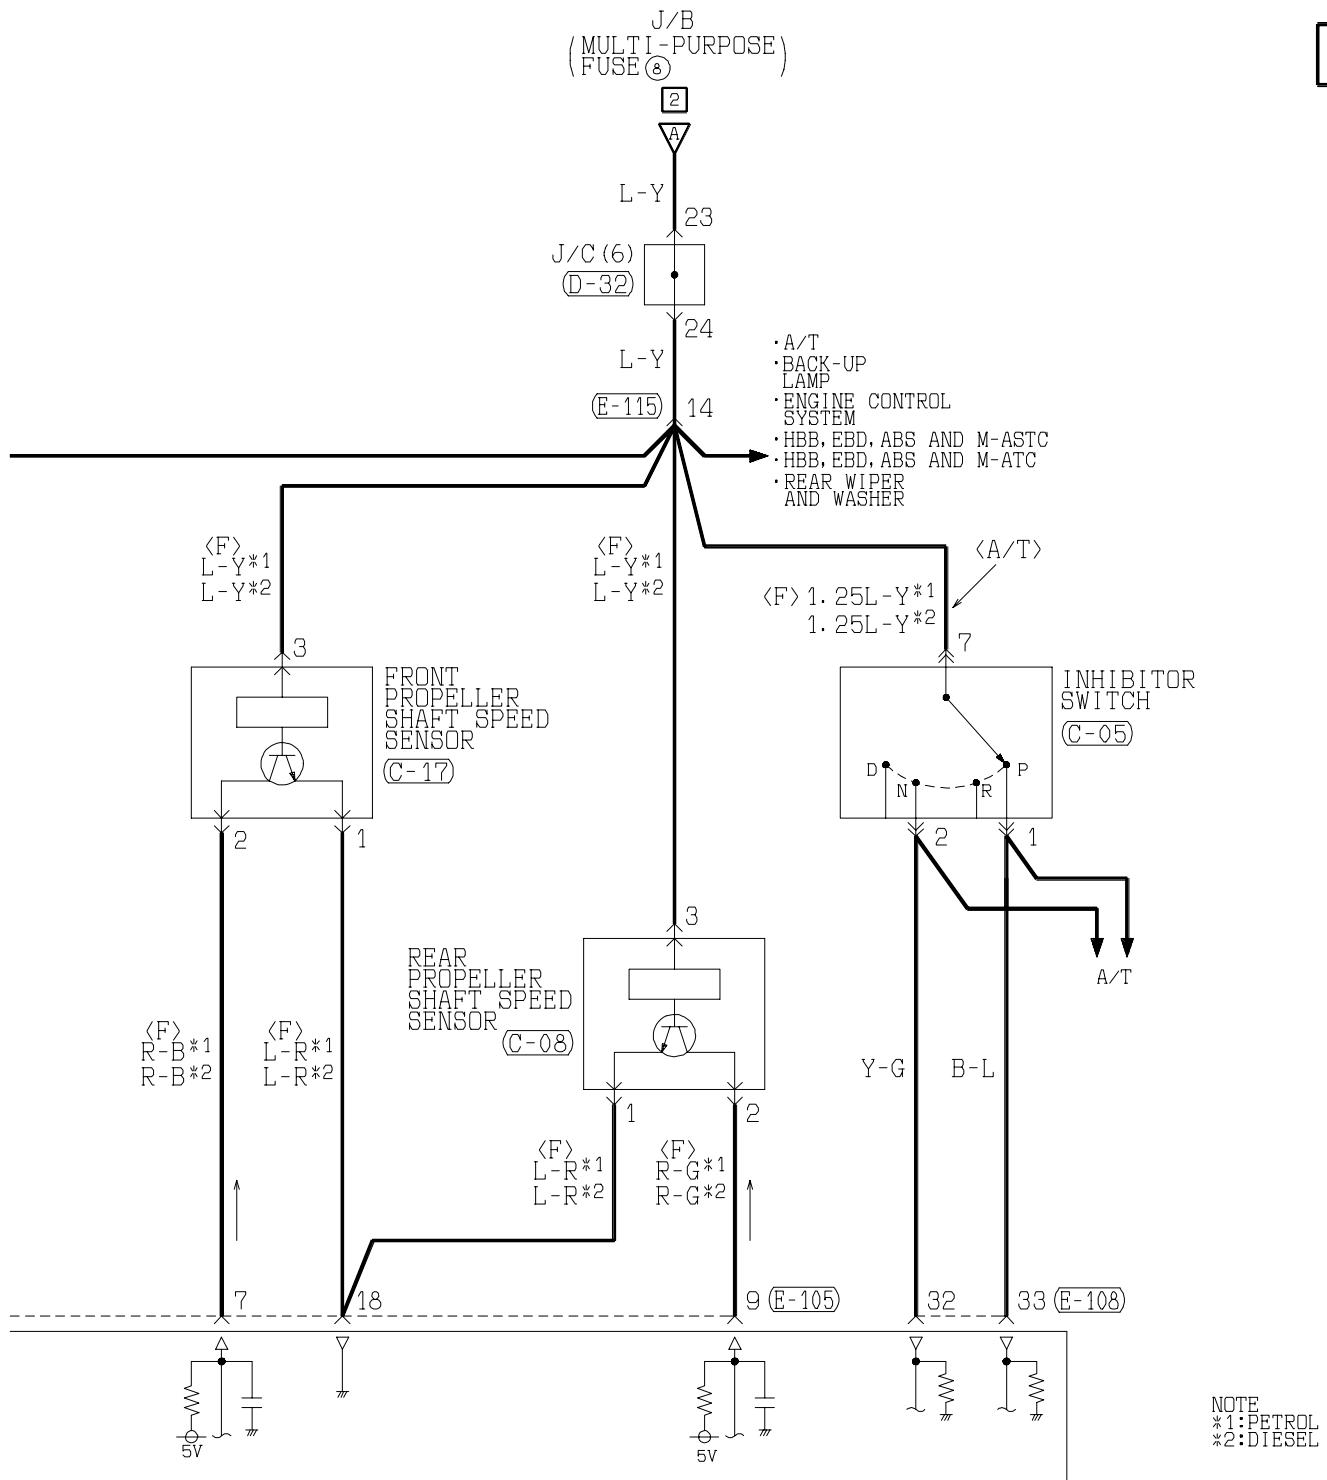 J/B
(MULTI-PURPOSE
FUSE 8 )
2
A
L-Y
23
J/C(6)
D-32
24
L-Y
E-115
14
・A/T
・BACK-UP
LAMP
・ENGINE CONTROL
SYSTEM
・HBB, EBD, ABS AND M-ASTC
・HBB, EBD, ABS AND M-ATC
・REAR WIPER
AND WASHER
〈F〉
L-Y*1
L-Y*2
〈F〉
L-Y*1
L-Y*2
〈A/T〉
〈F〉1.25L-Y*1
1.25L-Y*2
3
7
FRONT
PROPELLER
SHAFT SPEED
SENSOR
C-17
INHIBITOR
SWITCH
C-05
D
N
R
P
2
1
2
1
3
REAR
PROPELLER
SHAFT SPEED
SENSOR
C-08
A/T
〈F〉
R-B*1
R-B*2
〈F〉
L-R*1
L-R*2
Y-G
B-L
1
2
〈F〉
L-R*1
L-R*2
〈F〉
R-G*1
R-G*2
7
18
9
E-105
32
33
E-108
5V
5V
NOTE
*1:PETROL
*2:DIESEL